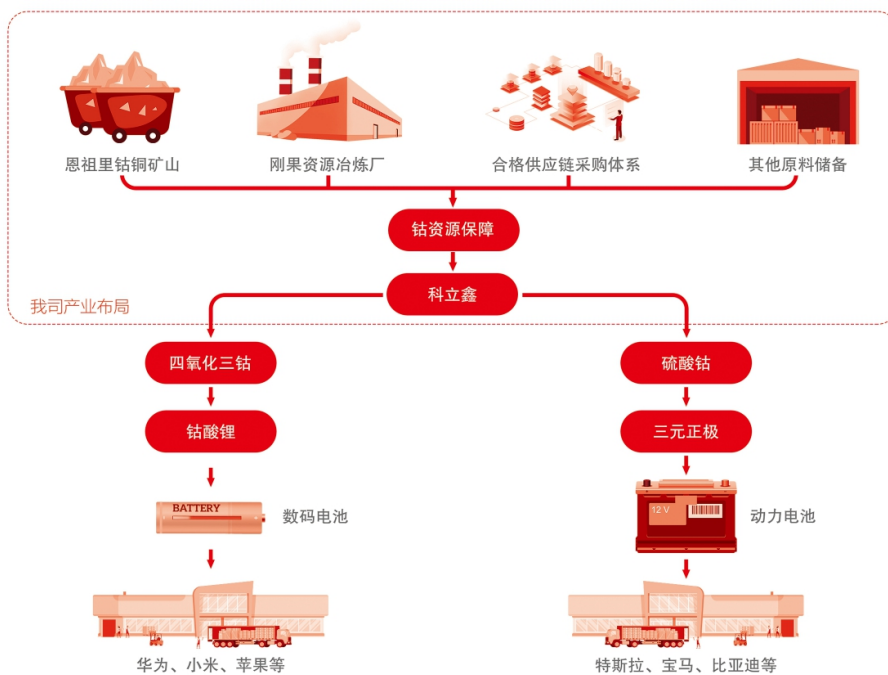 恩祖里钴铜矿山
刚果资源冶炼厂
合格供应链采购体系
其他原料储备
钴资源保障
科立鑫
我司产业布局
四氧化三钴
硫酸钴
钴酸锂
三元正极
BATTERY
数码电池
12 V
动力电池
华为、小米、苹果等
特斯拉、宝马、比亚迪等